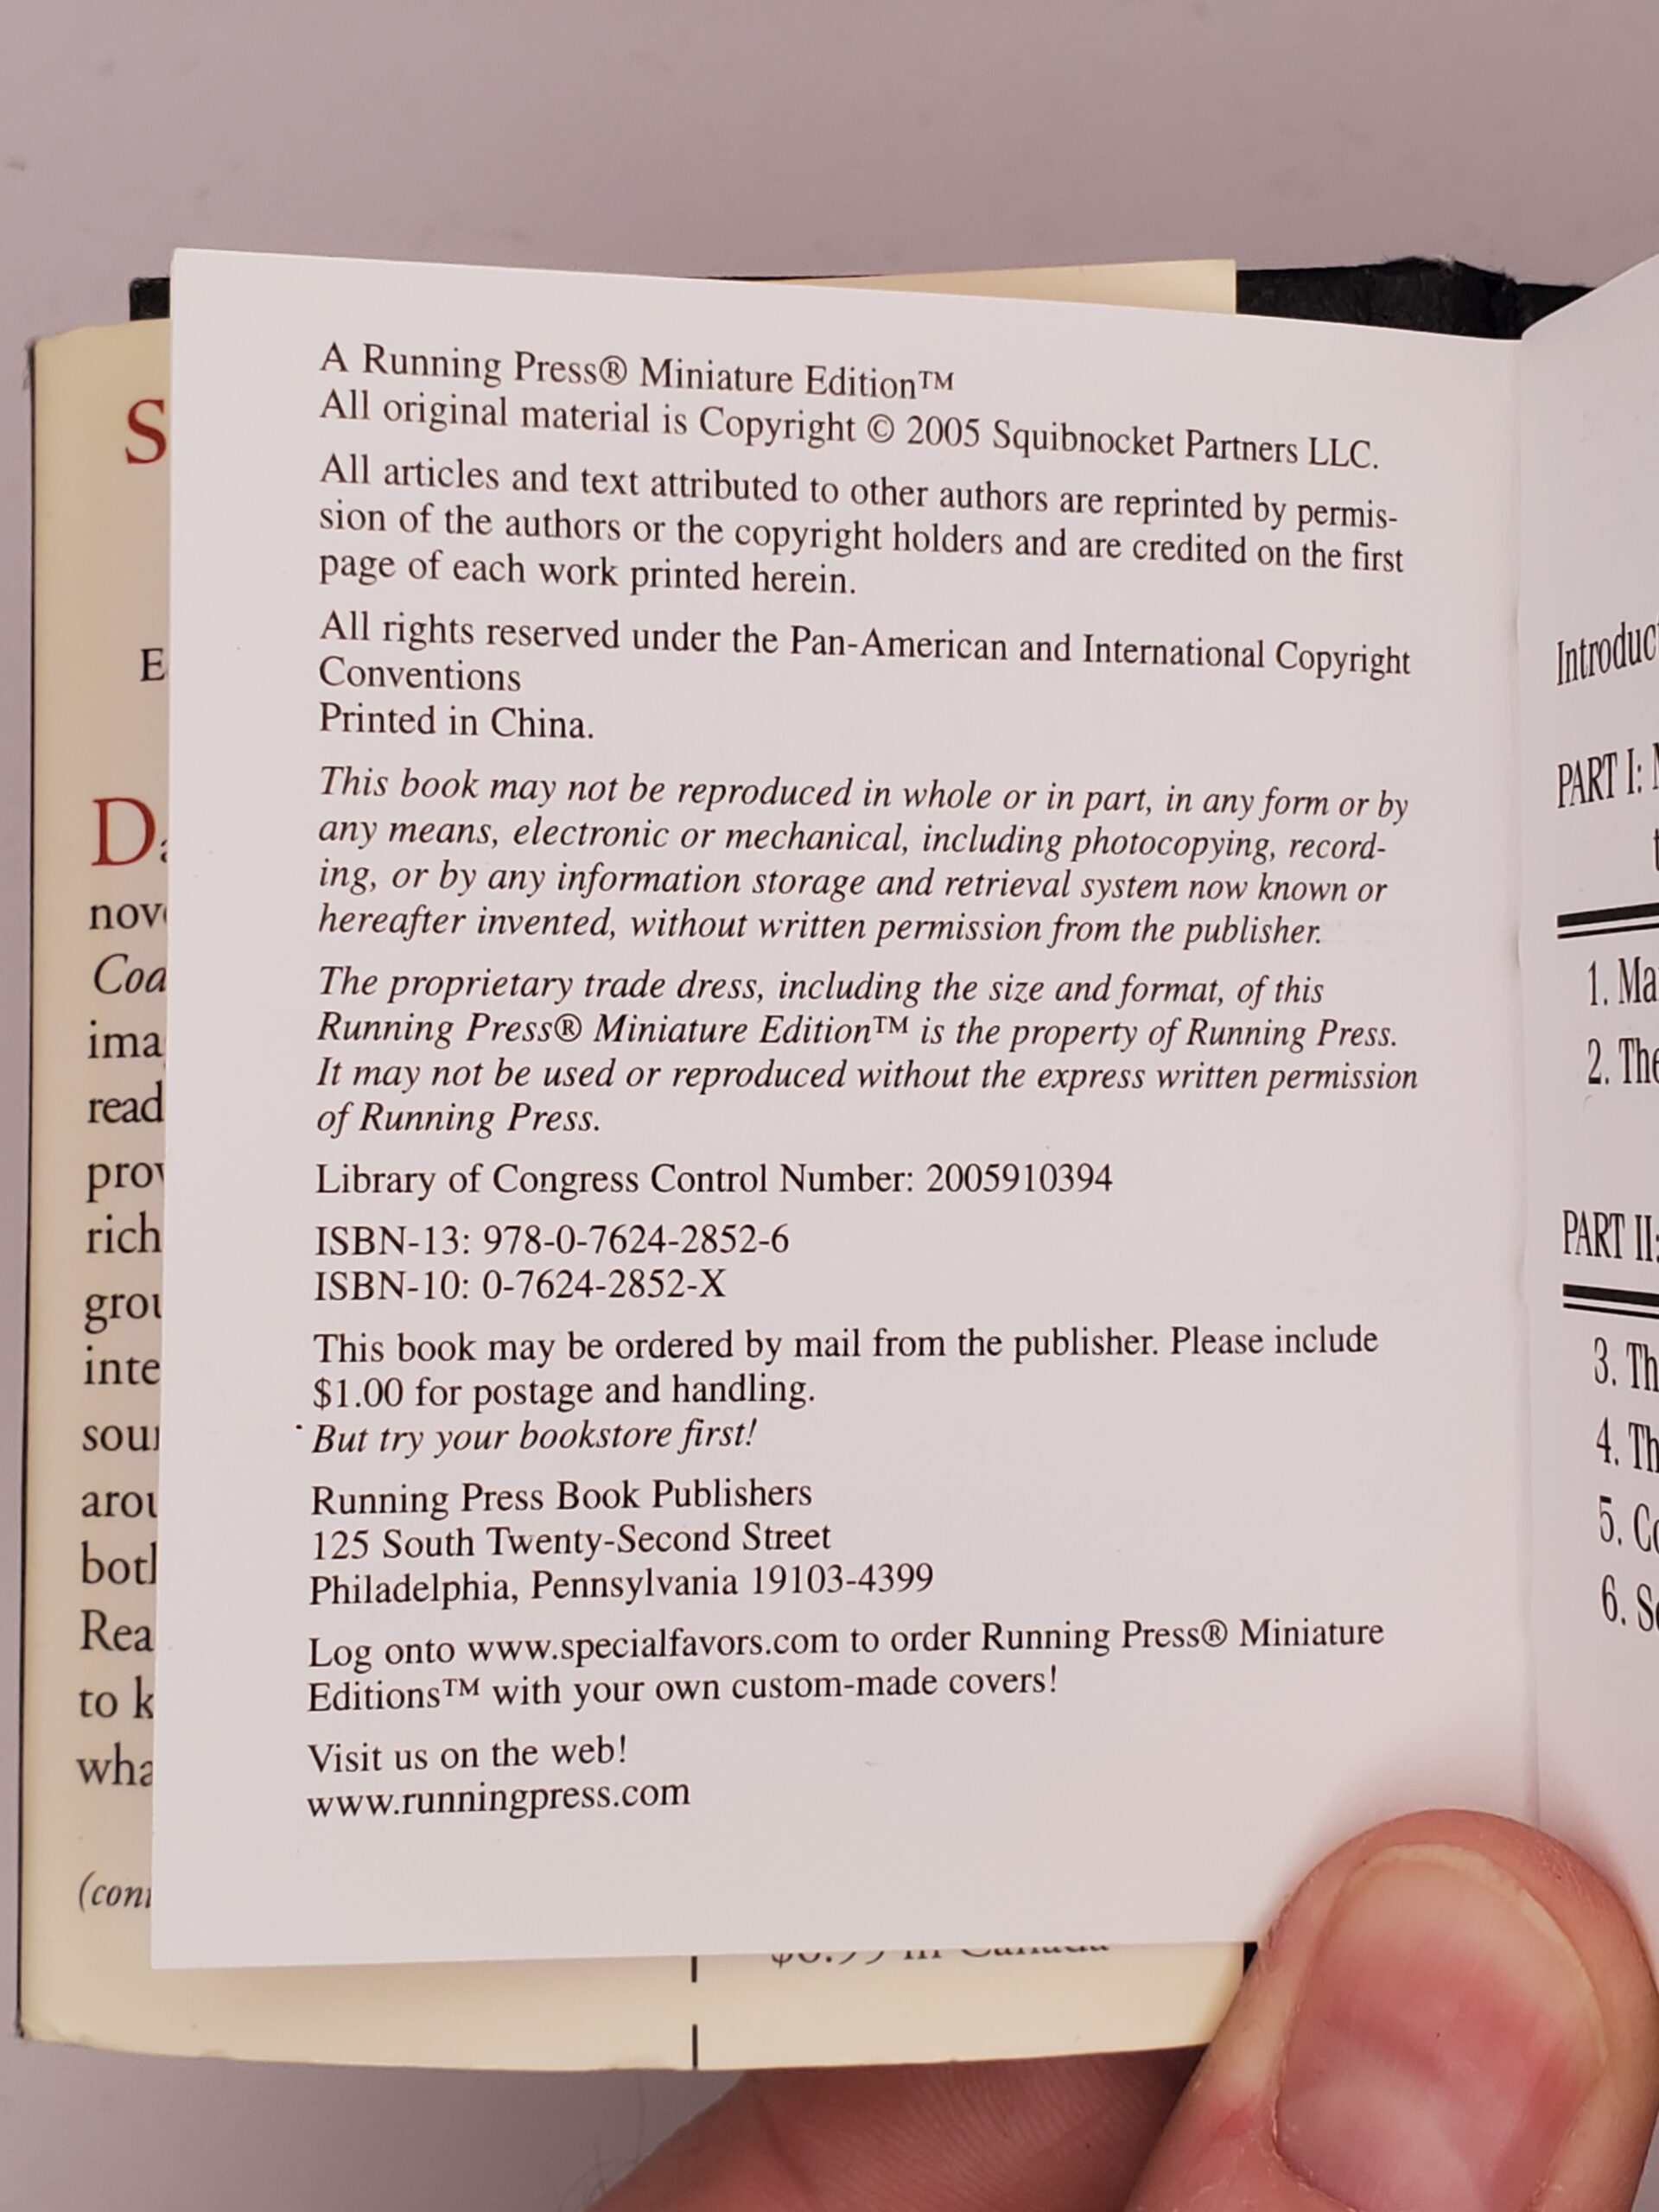 A Running Press® Miniature Edition™
All original material is Copyright © 2005 Squibnocket Partners LLC.
All articles and text attributed to other authors are reprinted by permis-
sion of the authors or the copyright holders and are credited on the first
page of each work printed herein.
All rights reserved under the Pan-American and International Copyright
Conventions
Printed in China.
This book may not be reproduced in whole or in part, in any form or by
any means, electronic or mechanical, including photocopying, record-
ing, or by any information storage and retrieval system now known or
hereafter invented, without written permission from the publisher.
The proprietary trade dress, including the size and format, of this
Running Press® Miniature Edition™ is the property of Running Press.
It may not be used or reproduced without the express written permission
of Running Press.
Library of Congress Control Number: 2005910394
ISBN-13: 978-0-7624-2852-6
ISBN-10: 0-7624-2852-X
This book may be ordered by mail from the publisher. Please include
$1.00 for postage and handling.
But try your bookstore first!
Running Press Book Publishers
125 South Twenty-Second Street
Philadelphia, Pennsylvania 19103-4399
Log onto www.specialfavors.com to order Running Press® Miniature
Editions™ with your own custom-made covers!
Visit us on the web!
www.runningpress.com
PART I:
PART II:
1.
2.
3.
4.
5.
6.